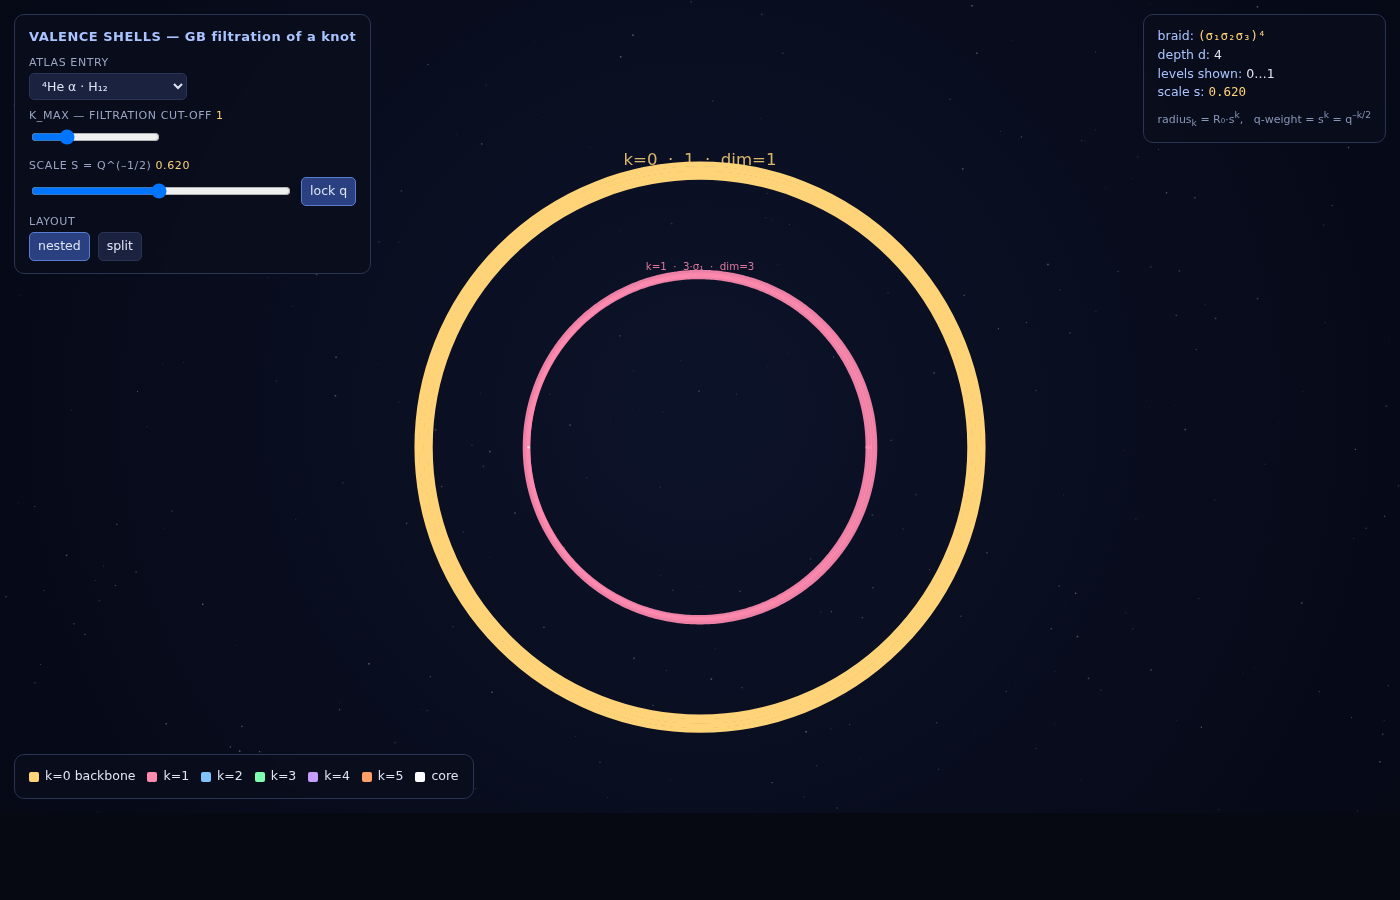 VALENCE SHELLS — GB filtration of a knot
ATLAS ENTRY
⁴He α · H₁₂
K_MAX — FILTRATION CUT-OFF 1
SCALE S = Q^(–1/2) 0.620
lock q
LAYOUT
nested split
braid: (σ₁σ₂σ₃)⁴
depth d: 4
levels shown: 0…1
scale s: 0.620
radiusₖ = R₀·sᵏ, q-weight = sᵏ = q⁻ᵏ/²
k=0 · 1 · dim=1
k=1 · 3·σ₁ · dim=3
k=0 backbone k=1 k=2 k=3 k=4 k=5 core